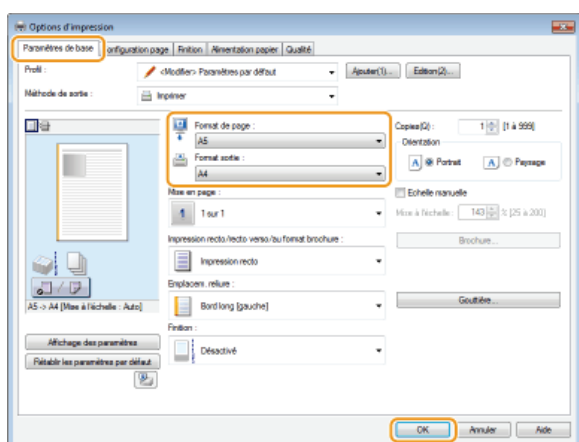 Options d'impression
Paramètres de base
Configuration page
Finition
Alimentation papier
Qualité
Profil :
<Modifier> Paramètres par défaut
Ajouter(1)...
Edition(2)...
Méthode de sortie :
Imprimer
Format de page :
A5
Format sortie :
A4
Copies(Q) :
1
[1 à 999]
Orientation
A
Portrait
A
Paysage
Mise en page :
1
1 sur 1
Echelle manuelle
Mise à l'échelle :
143
% [25 à 200]
Impression recto/recto verso/au format brochure :
Impression recto
Brochure...
Emplacem. reliure :
Bord long [gauche]
Gouttière...
A5 -> A4 [Mise à l'échelle : Auto]
Finition :
Désactivé
Affichage des paramètres
Rétablir les paramètres par défaut
OK
Annuler
Aide